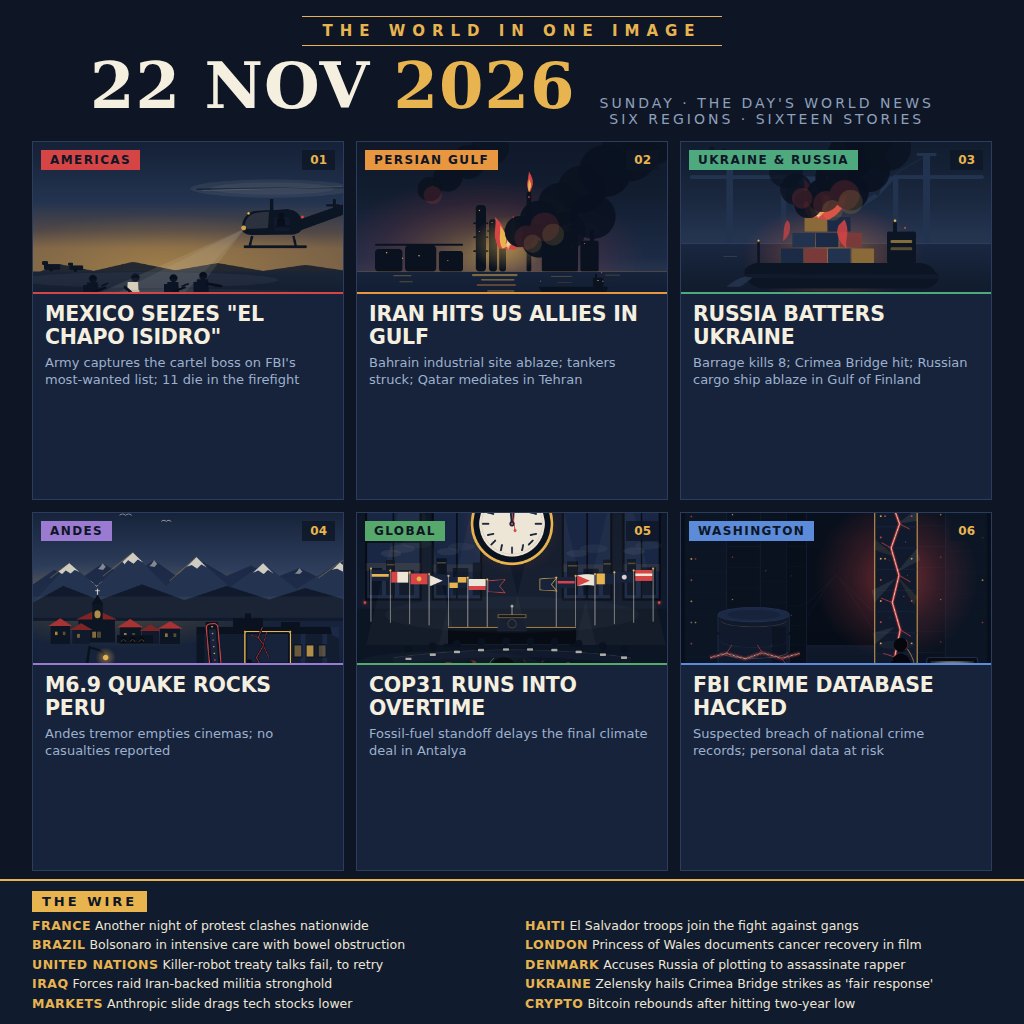 THE WORLD IN ONE IMAGE
22 NOV 2026
SUNDAY · THE DAY'S WORLD NEWS
SIX REGIONS · SIXTEEN STORIES
AMERICAS
01
MEXICO SEIZES "EL
CHAPO ISIDRO"
Army captures the cartel boss on FBI's
most-wanted list; 11 die in the firefight
PERSIAN GULF
02
IRAN HITS US ALLIES IN
GULF
Bahrain industrial site ablaze; tankers
struck; Qatar mediates in Tehran
UKRAINE & RUSSIA
03
RUSSIA BATTERS
UKRAINE
Barrage kills 8; Crimea Bridge hit; Russian
cargo ship ablaze in Gulf of Finland
ANDES
04
M6.9 QUAKE ROCKS
PERU
Andes tremor empties cinemas; no
casualties reported
GLOBAL
05
COP31 RUNS INTO
OVERTIME
Fossil-fuel standoff delays the final climate
deal in Antalya
WASHINGTON
06
FBI CRIME DATABASE
HACKED
Suspected breach of national crime
records; personal data at risk
THE WIRE
FRANCE Another night of protest clashes nationwide
BRAZIL Bolsonaro in intensive care with bowel obstruction
UNITED NATIONS Killer-robot treaty talks fail, to retry
IRAQ Forces raid Iran-backed militia stronghold
MARKETS Anthropic slide drags tech stocks lower
HAITI El Salvador troops join the fight against gangs
LONDON Princess of Wales documents cancer recovery in film
DENMARK Accuses Russia of plotting to assassinate rapper
UKRAINE Zelensky hails Crimea Bridge strikes as 'fair response'
CRYPTO Bitcoin rebounds after hitting two-year low